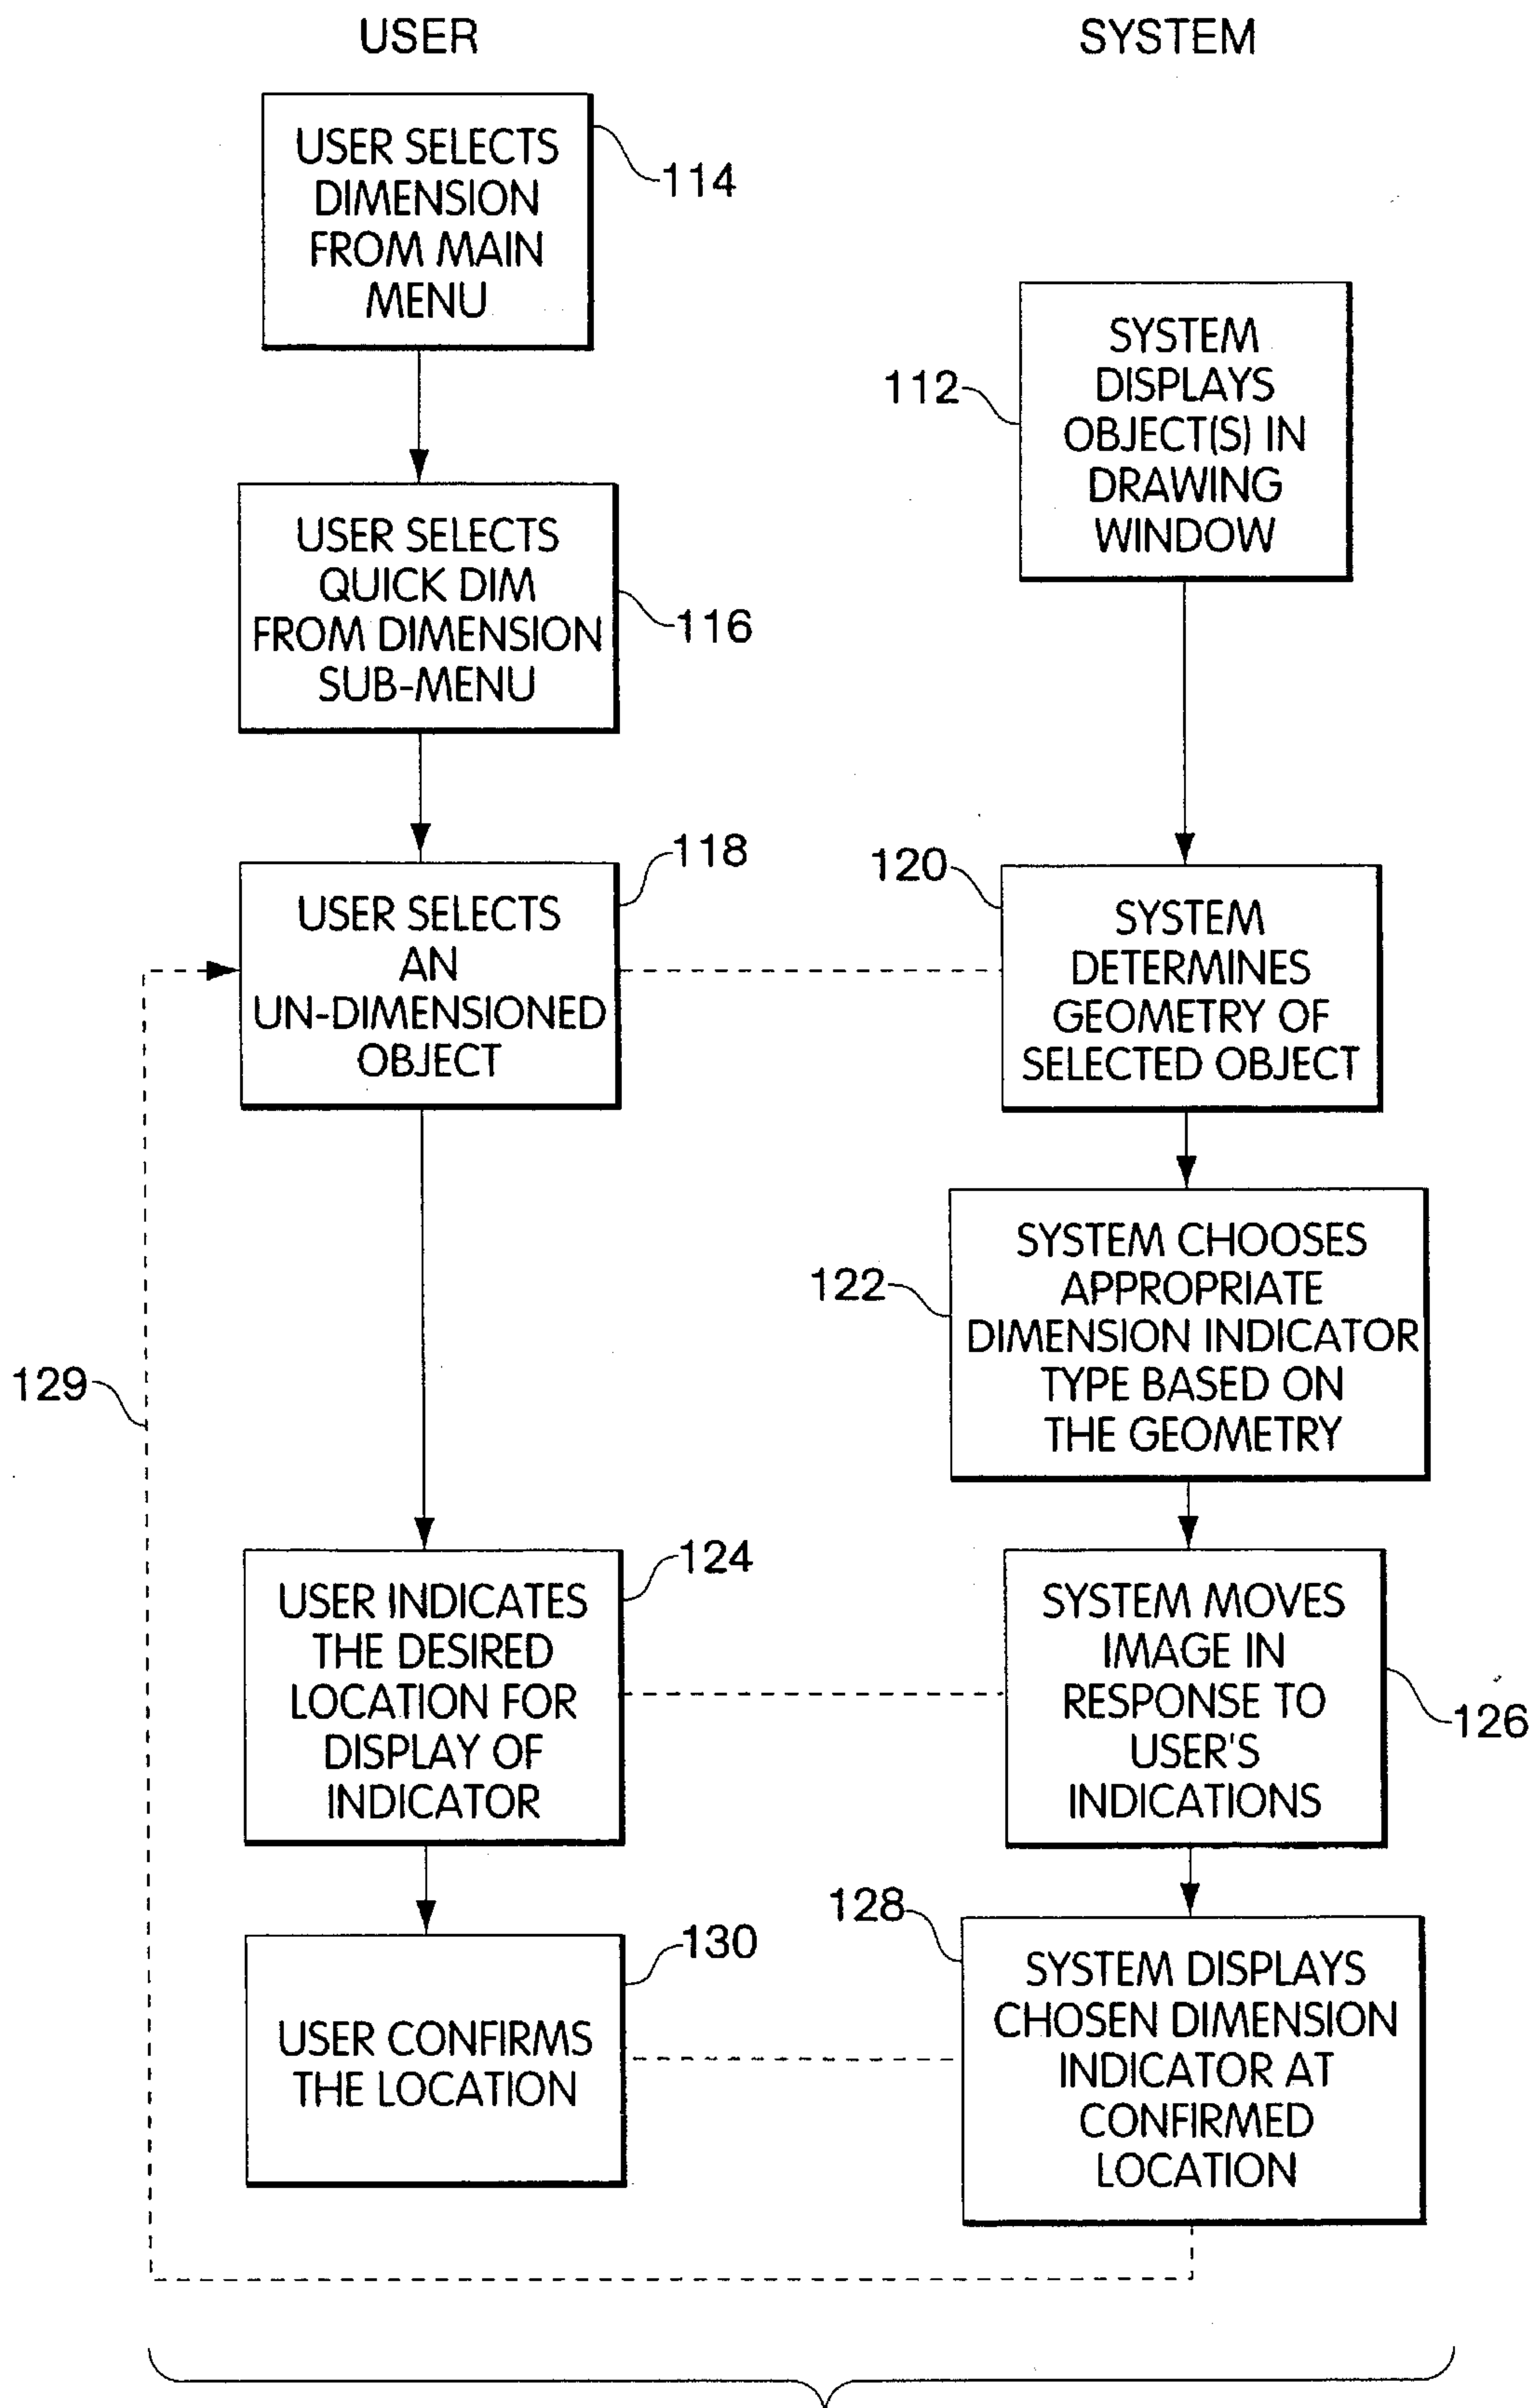 USER
SYSTEM
USER SELECTS
DIMENSION
FROM MAIN
MENU
114
SYSTEM
DISPLAYS
OBJECT(S) IN
DRAWING
WINDOW
112
USER SELECTS
QUICK DIM
FROM DIMENSION
SUB-MENU
116
USER SELECTS
AN
UN-DIMENSIONED
OBJECT
118
120
SYSTEM
DETERMINES
GEOMETRY OF
SELECTED OBJECT
122
SYSTEM CHOOSES
APPROPRIATE
DIMENSION INDICATOR
TYPE BASED ON
THE GEOMETRY
129
USER INDICATES
THE DESIRED
LOCATION FOR
DISPLAY OF
INDICATOR
124
SYSTEM MOVES
IMAGE IN
RESPONSE TO
USER'S
INDICATIONS
126
USER CONFIRMS
THE LOCATION
130
128
SYSTEM DISPLAYS
CHOSEN DIMENSION
INDICATOR AT
CONFIRMED
LOCATION